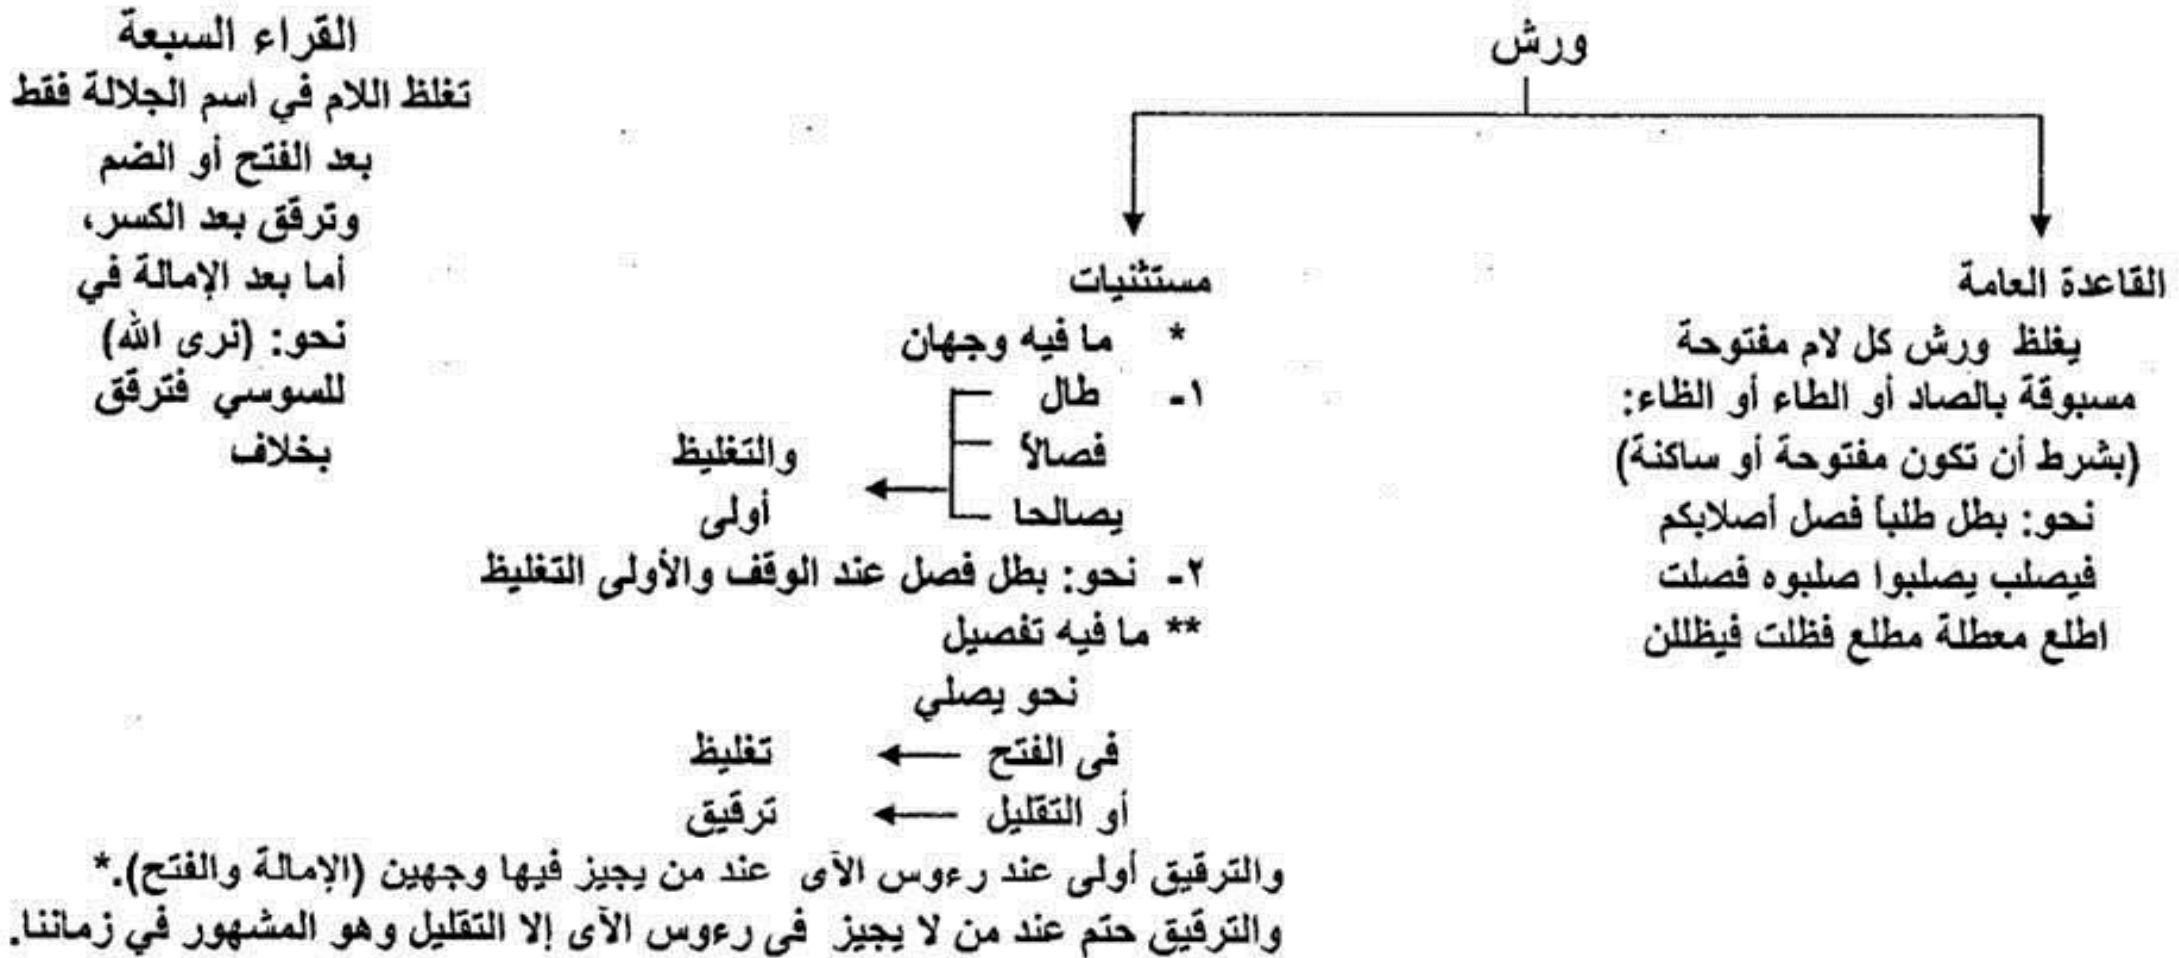 ورش
القاعدة العامة
يغلظ ورش كل لام مفتوحة
مسبوقة بالصاد أو الطاء أو الظاء:
(بشرط أن تكون مفتوحة أو ساكنة)
نحو: بطل طلباً فصل أصلابكم
فيصلب يصلبوا صلبوه فصلت
اطلع معطلة مطلع فظلت فيظللن
مستثنيات
* ما فيه وجهان
١- طال
فصالاً
يصالحا
والتغليظ
أولى
٢- نحو: بطل فصل عند الوقف والأولى التغليظ
** ما فيه تفصيل
نحو يصلي
فى الفتح ← تغليظ
أو التقليل ← ترقيق
والترقيق أولى عند رءوس الآى عند من يجيز فيها وجهين (الإمالة والفتح).*
والترقيق حتم عند من لا يجيز فى رءوس الآى إلا التقليل وهو المشهور في زماننا.
القراء السبعة
تغلظ اللام في اسم الجلالة فقط
بعد الفتح أو الضم
وترقق بعد الكسر،
أما بعد الإمالة في
نحو: (نرى الله)
للسوسي فترقق
بخلاف